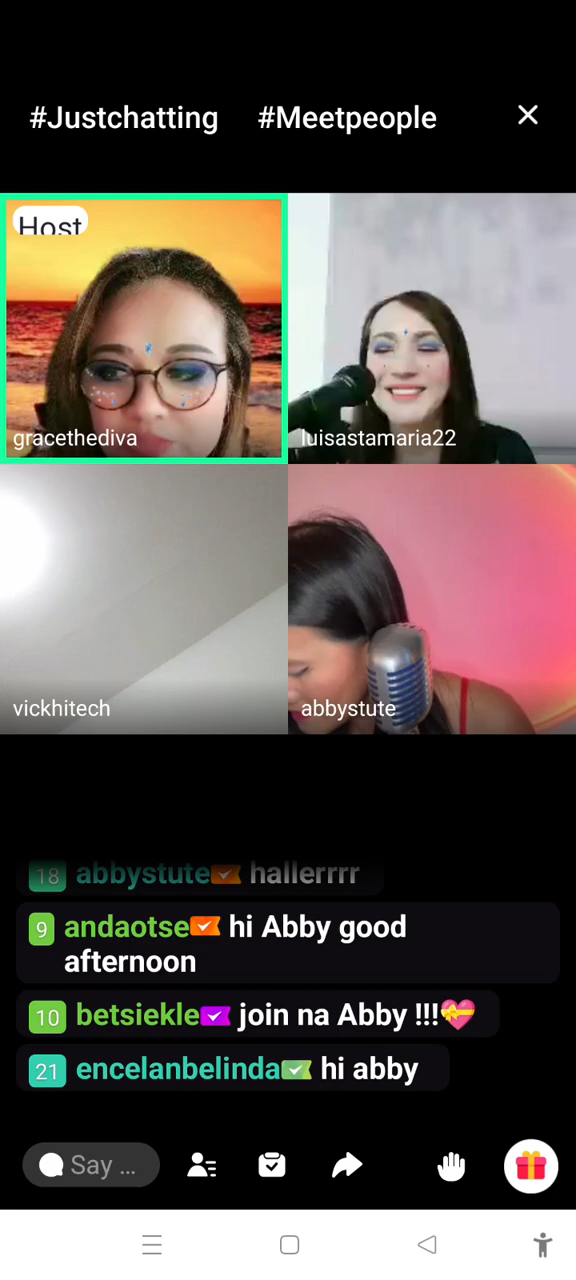 #Justchatting #Meetpeople
Host
gracethediva
luisastamaria22
vickhitech
abbystute
18 abbystute hallerrrr
9 andaotse hi Abby good
afternoon
10 betsiekle join na Abby !!!💝
21 encelanbelinda hi abby
Say ...